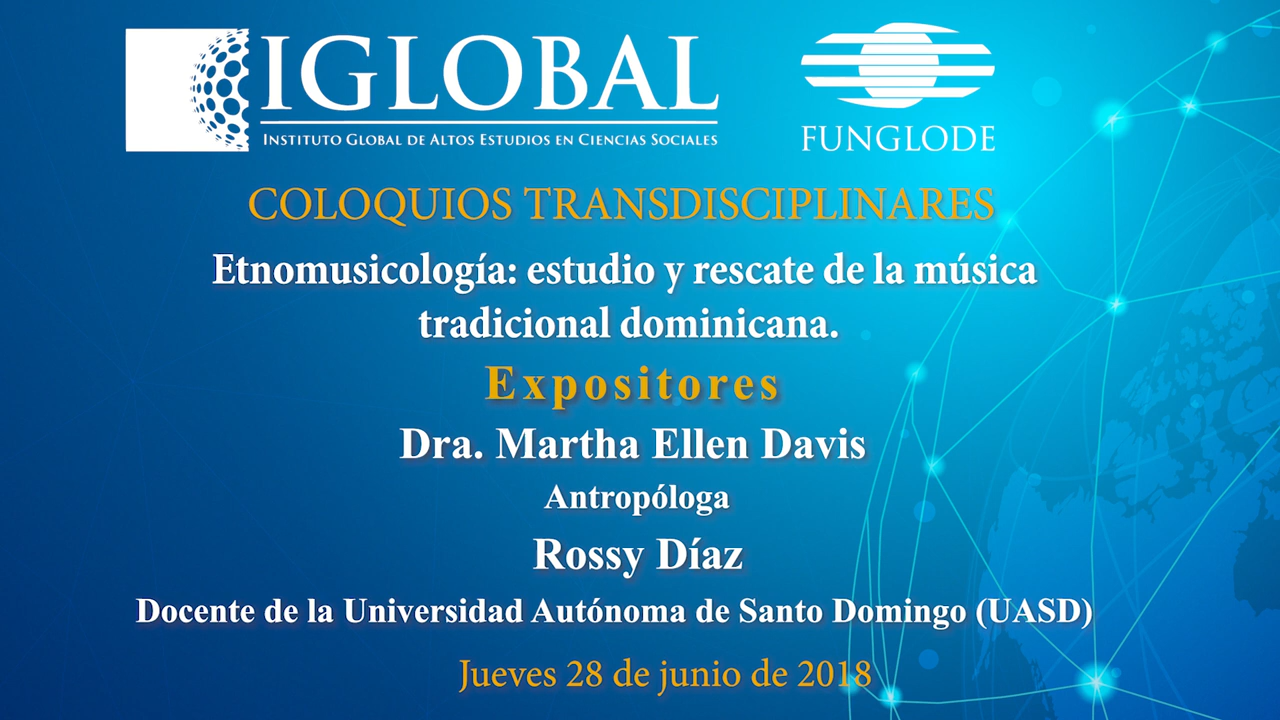 IGLOBAL
INSTITUTO GLOBAL DE ALTOS ESTUDIOS EN CIENCIAS SOCIALES
FUNGLODE
COLOQUIOS TRANSDISCIPLINARES
Etnomusicología: estudio y rescate de la música
tradicional dominicana.
Expositores
Dra. Martha Ellen Davis
Antropóloga
Rossy Díaz
Docente de la Universidad Autónoma de Santo Domingo (UASD)
Jueves 28 de junio de 2018